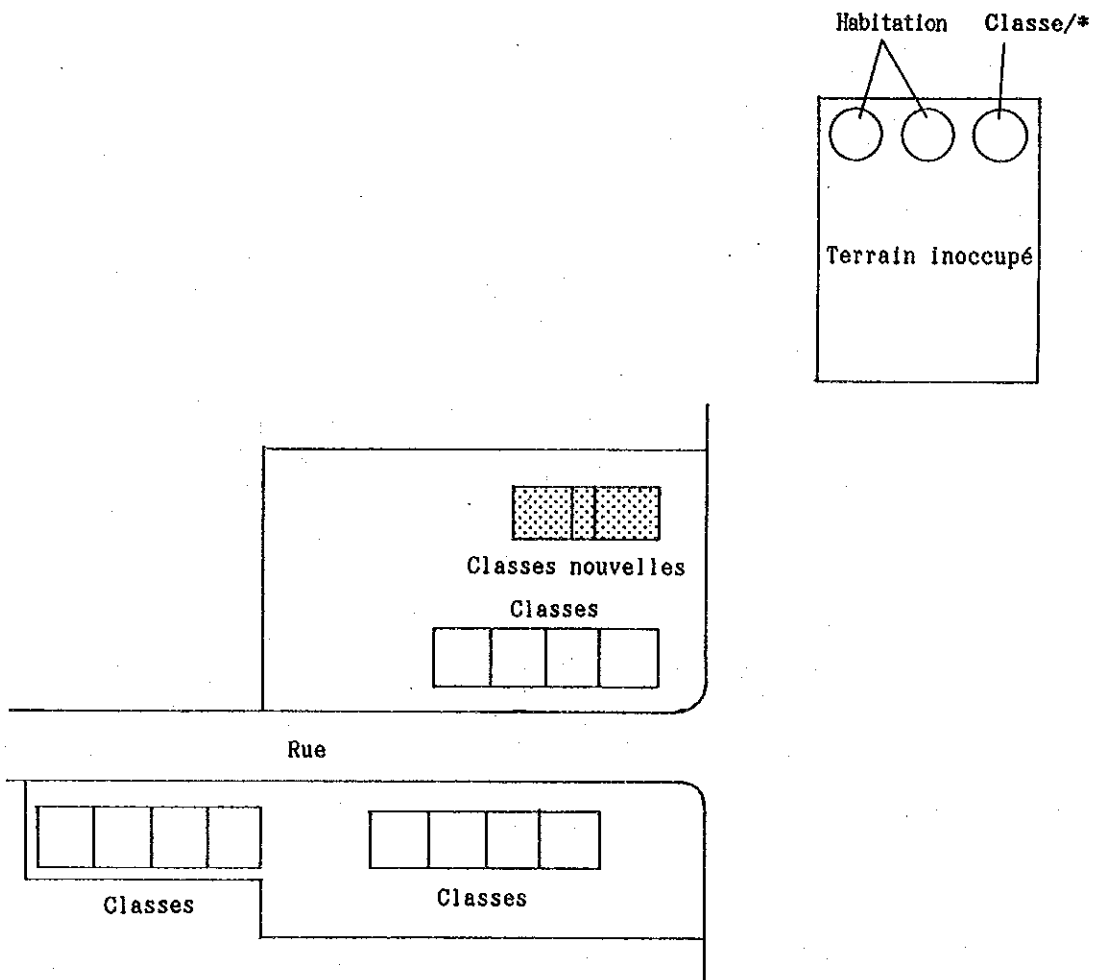 Habitation Classe/*
Terrain inoccupé
Classes nouvelles
Classes
Rue
Classes
Classes